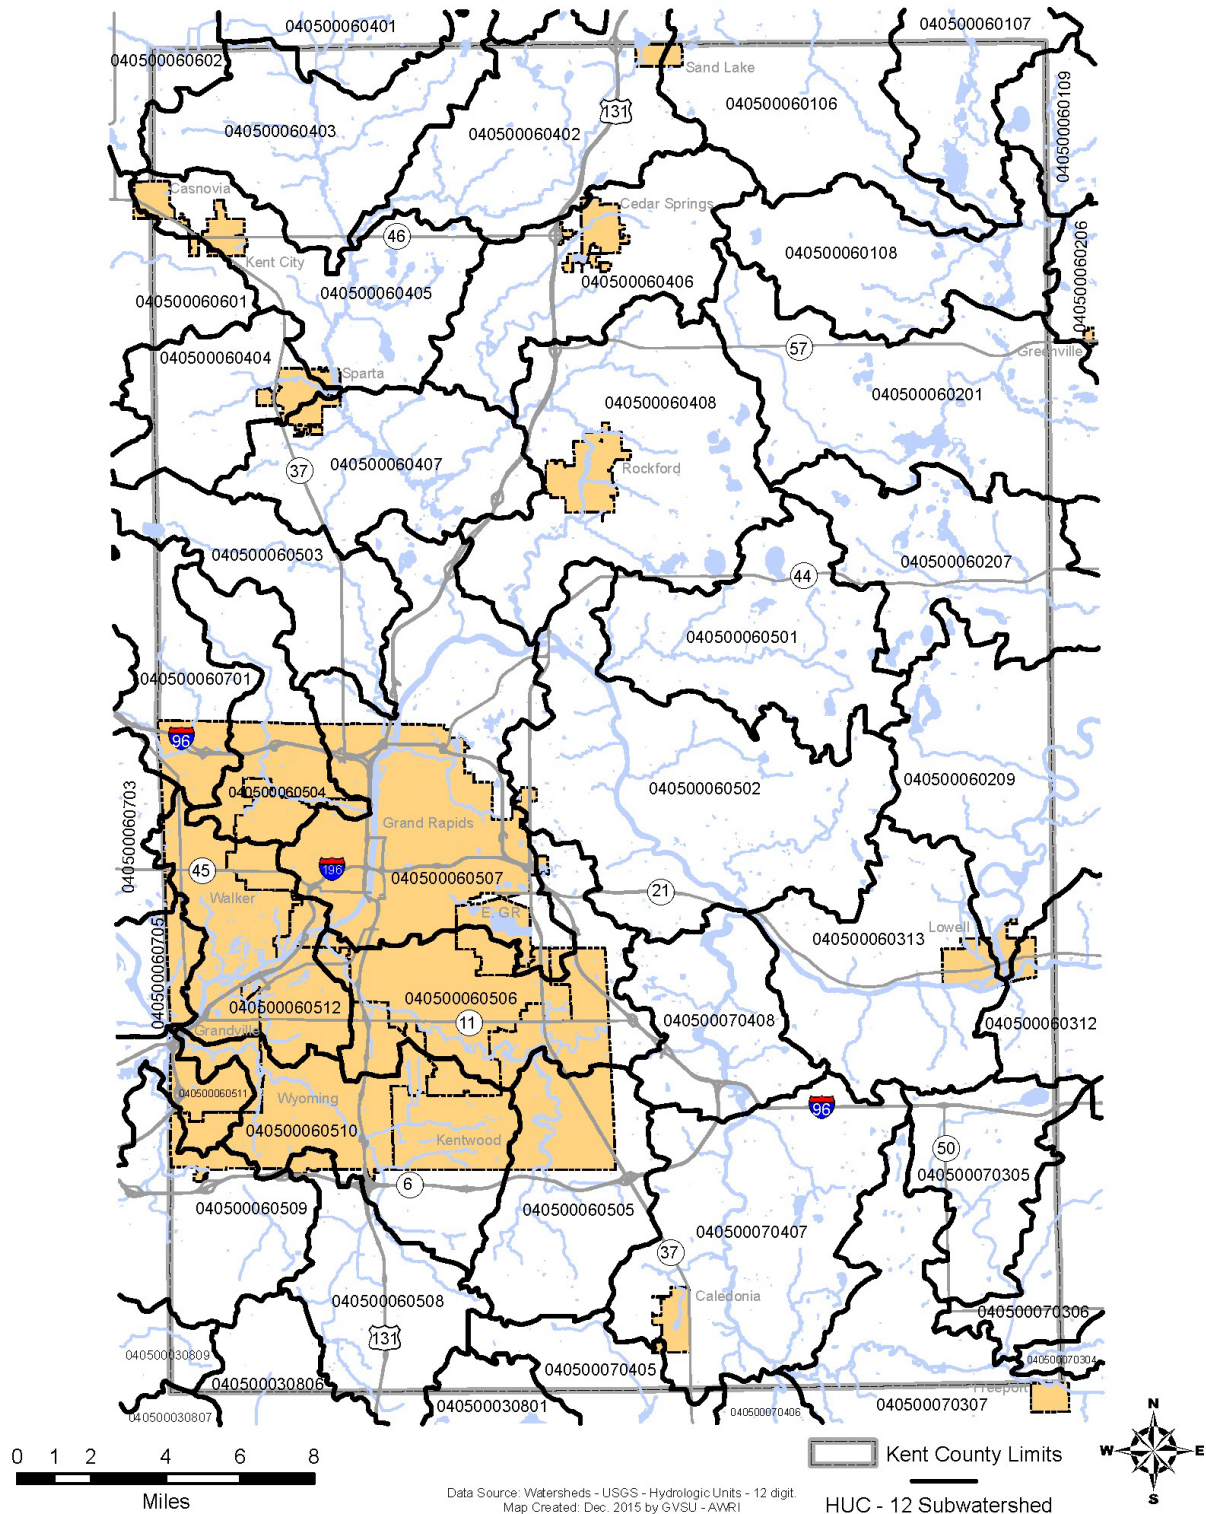 040500060401
040500060107
040500060602
Sand Lake
040500060106
040500060109
131
040500060403
040500060402
Casnovia
Cedar Springs
46
040500060206
Kent City
040500060108
040500060406
040500060405
040500060601
57
Greenville
040500060404
Sparta
040500060201
040500060408
040500060407
Rockford
37
040500060503
040500060207
44
040500060501
040500060701
96
040500060209
040500060502
040500060504
040500060703
Grand Rapids
45
196
040500060507
21
Walker
E. GR
Lowell
040500060313
040500060705
040500060506
040500060512
11
040500070408
040500060312
Grandville
040500060511
Wyoming
96
040500060510
Kentwood
50
040500070305
6
040500060509
040500060505
040500070407
37
Caledonia
040500060508
040500070306
131
040500030809
040500070304
040500070405
040500030806
Freeport
040500030801
040500070307
040500030807
040500070406
N
W E
S
0 1 2 4 6 8
Miles
Kent County Limits
HUC - 12 Subwatershed
Data Source: Watersheds - USGS - Hydrologic Units - 12 digit.
Map Created: Dec. 2015 by GVSU - AWRI